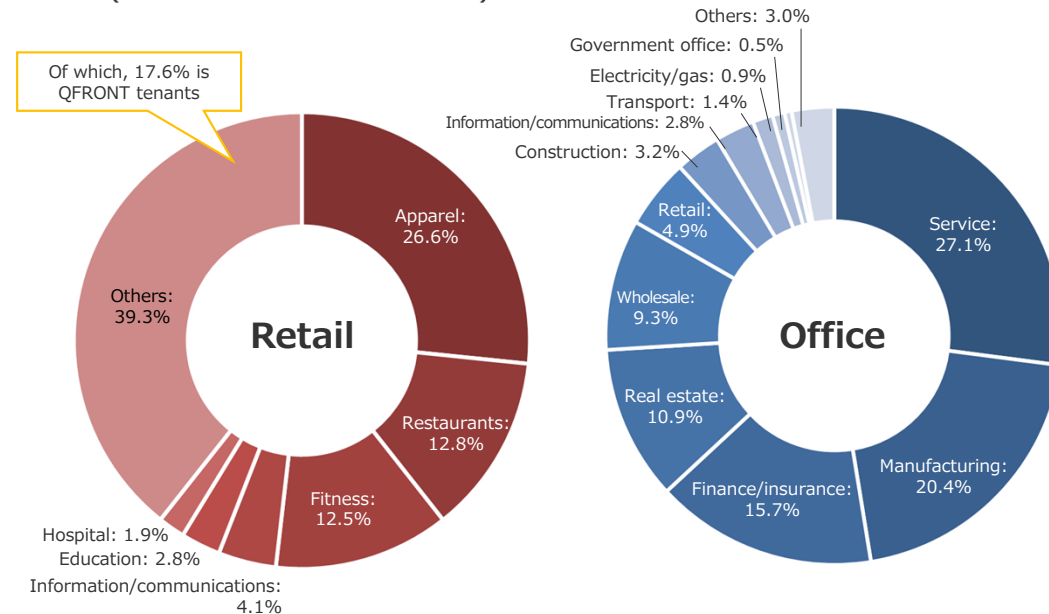 Of which, 17.6% is
QFRONT tenants
Apparel:
26.6%
Restaurants:
12.8%
Fitness:
12.5%
Information/communications:
4.1%
Education: 2.8%
Hospital: 1.9%
Others:
39.3%
Retail
Others: 3.0%
Government office: 0.5%
Electricity/gas: 0.9%
Transport: 1.4%
Information/communications: 2.8%
Construction: 3.2%
Retail:
4.9%
Wholesale:
9.3%
Real estate:
10.9%
Finance/insurance:
15.7%
Manufacturing:
20.4%
Service:
27.1%
Office